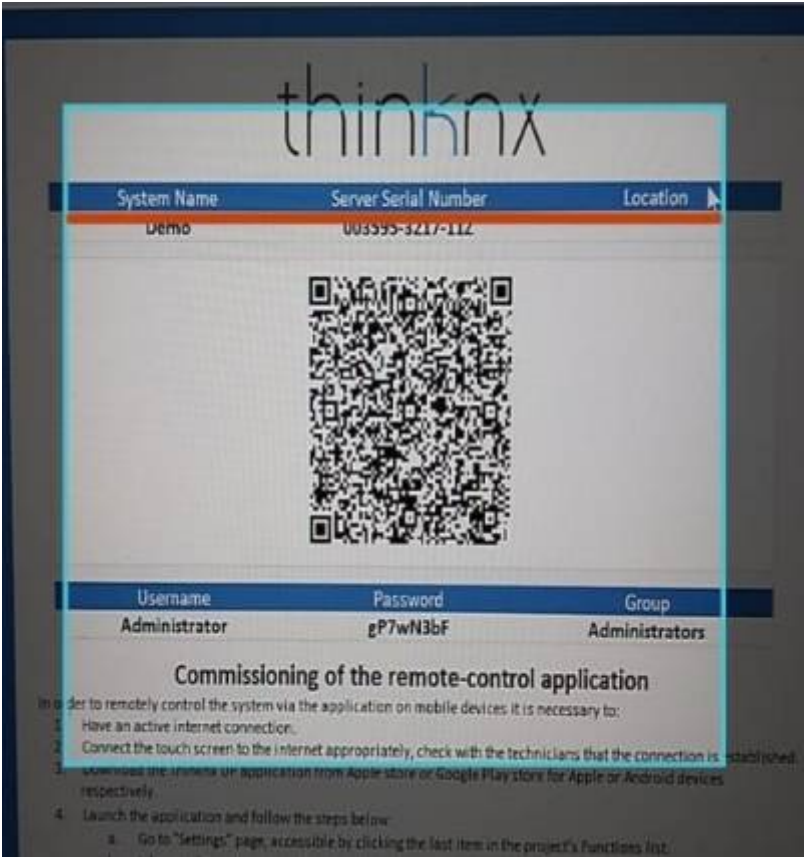 thinknx
System Name Server Serial Number Location
Demo 003595-3217-112
Username Password Group
Administrator gP7wN3bF Administrators
Commissioning of the remote-control application
In order to remotely control the system via the application on mobile devices it is necessary to:
1. Have an active internet connection.
2. Connect the touch screen to the internet appropriately, check with the technicians that the connection is established.
3. Download the Thinknx UP application from Apple store or Google Play store for Apple or Android devices
respectively
4. Launch the application and follow the steps below:
a. Go to "Settings" page, accessible by clicking the last item in the project's Functions list.